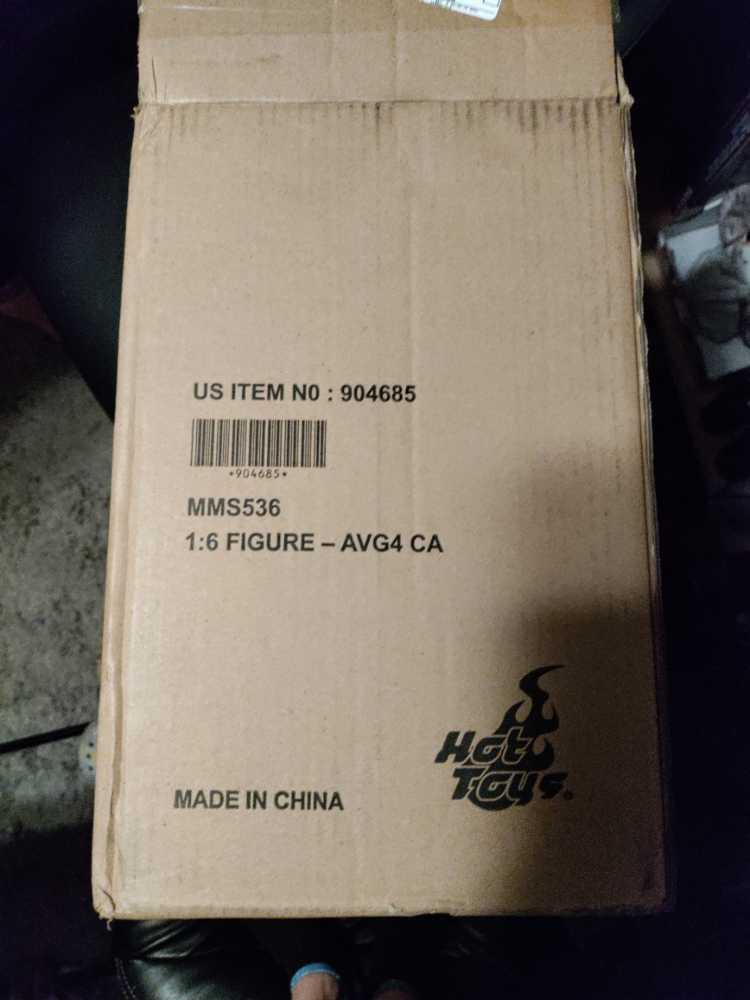 US ITEM N0 : 904685
*904685*
MMS536
1:6 FIGURE – AVG4 CA
Hot
Toys®
MADE IN CHINA